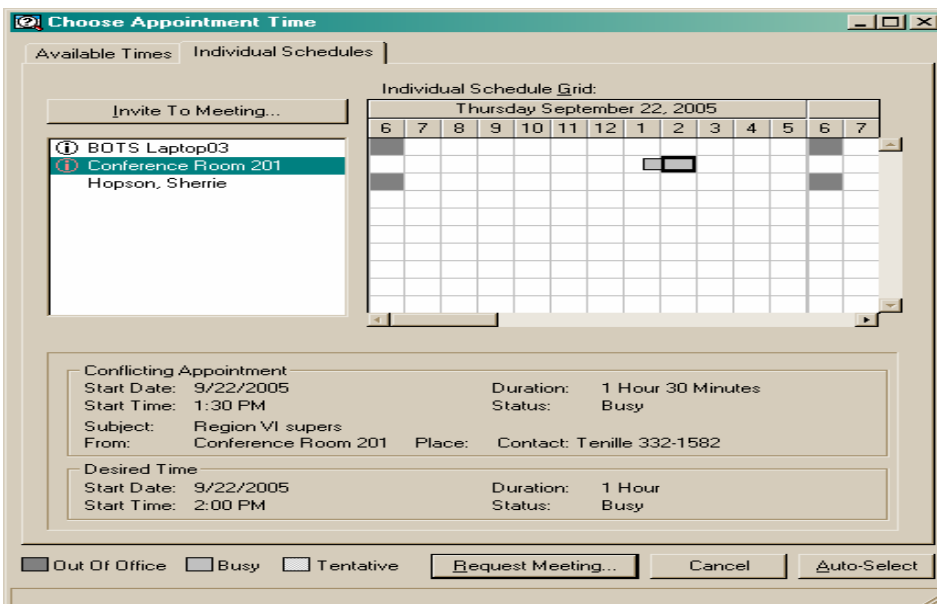 Choose Appointment Time
Available Times Individual Schedules
Individual Schedule Grid:
Invite To Meeting...
Thursday September 22, 2005
6 7 8 9 10 11 12 1 2 3 4 5 6 7
BOTS Laptop03
Conference Room 201
Hopson, Sherrie
Conflicting Appointment
Start Date: 9/22/2005 Duration: 1 Hour 30 Minutes
Start Time: 1:30 PM Status: Busy
Subject: Region VI supers
From: Conference Room 201 Place: Contact: Tenille 332-1582
Desired Time
Start Date: 9/22/2005 Duration: 1 Hour
Start Time: 2:00 PM Status: Busy
Out Of Office Busy Tentative Request Meeting... Cancel Auto-Select